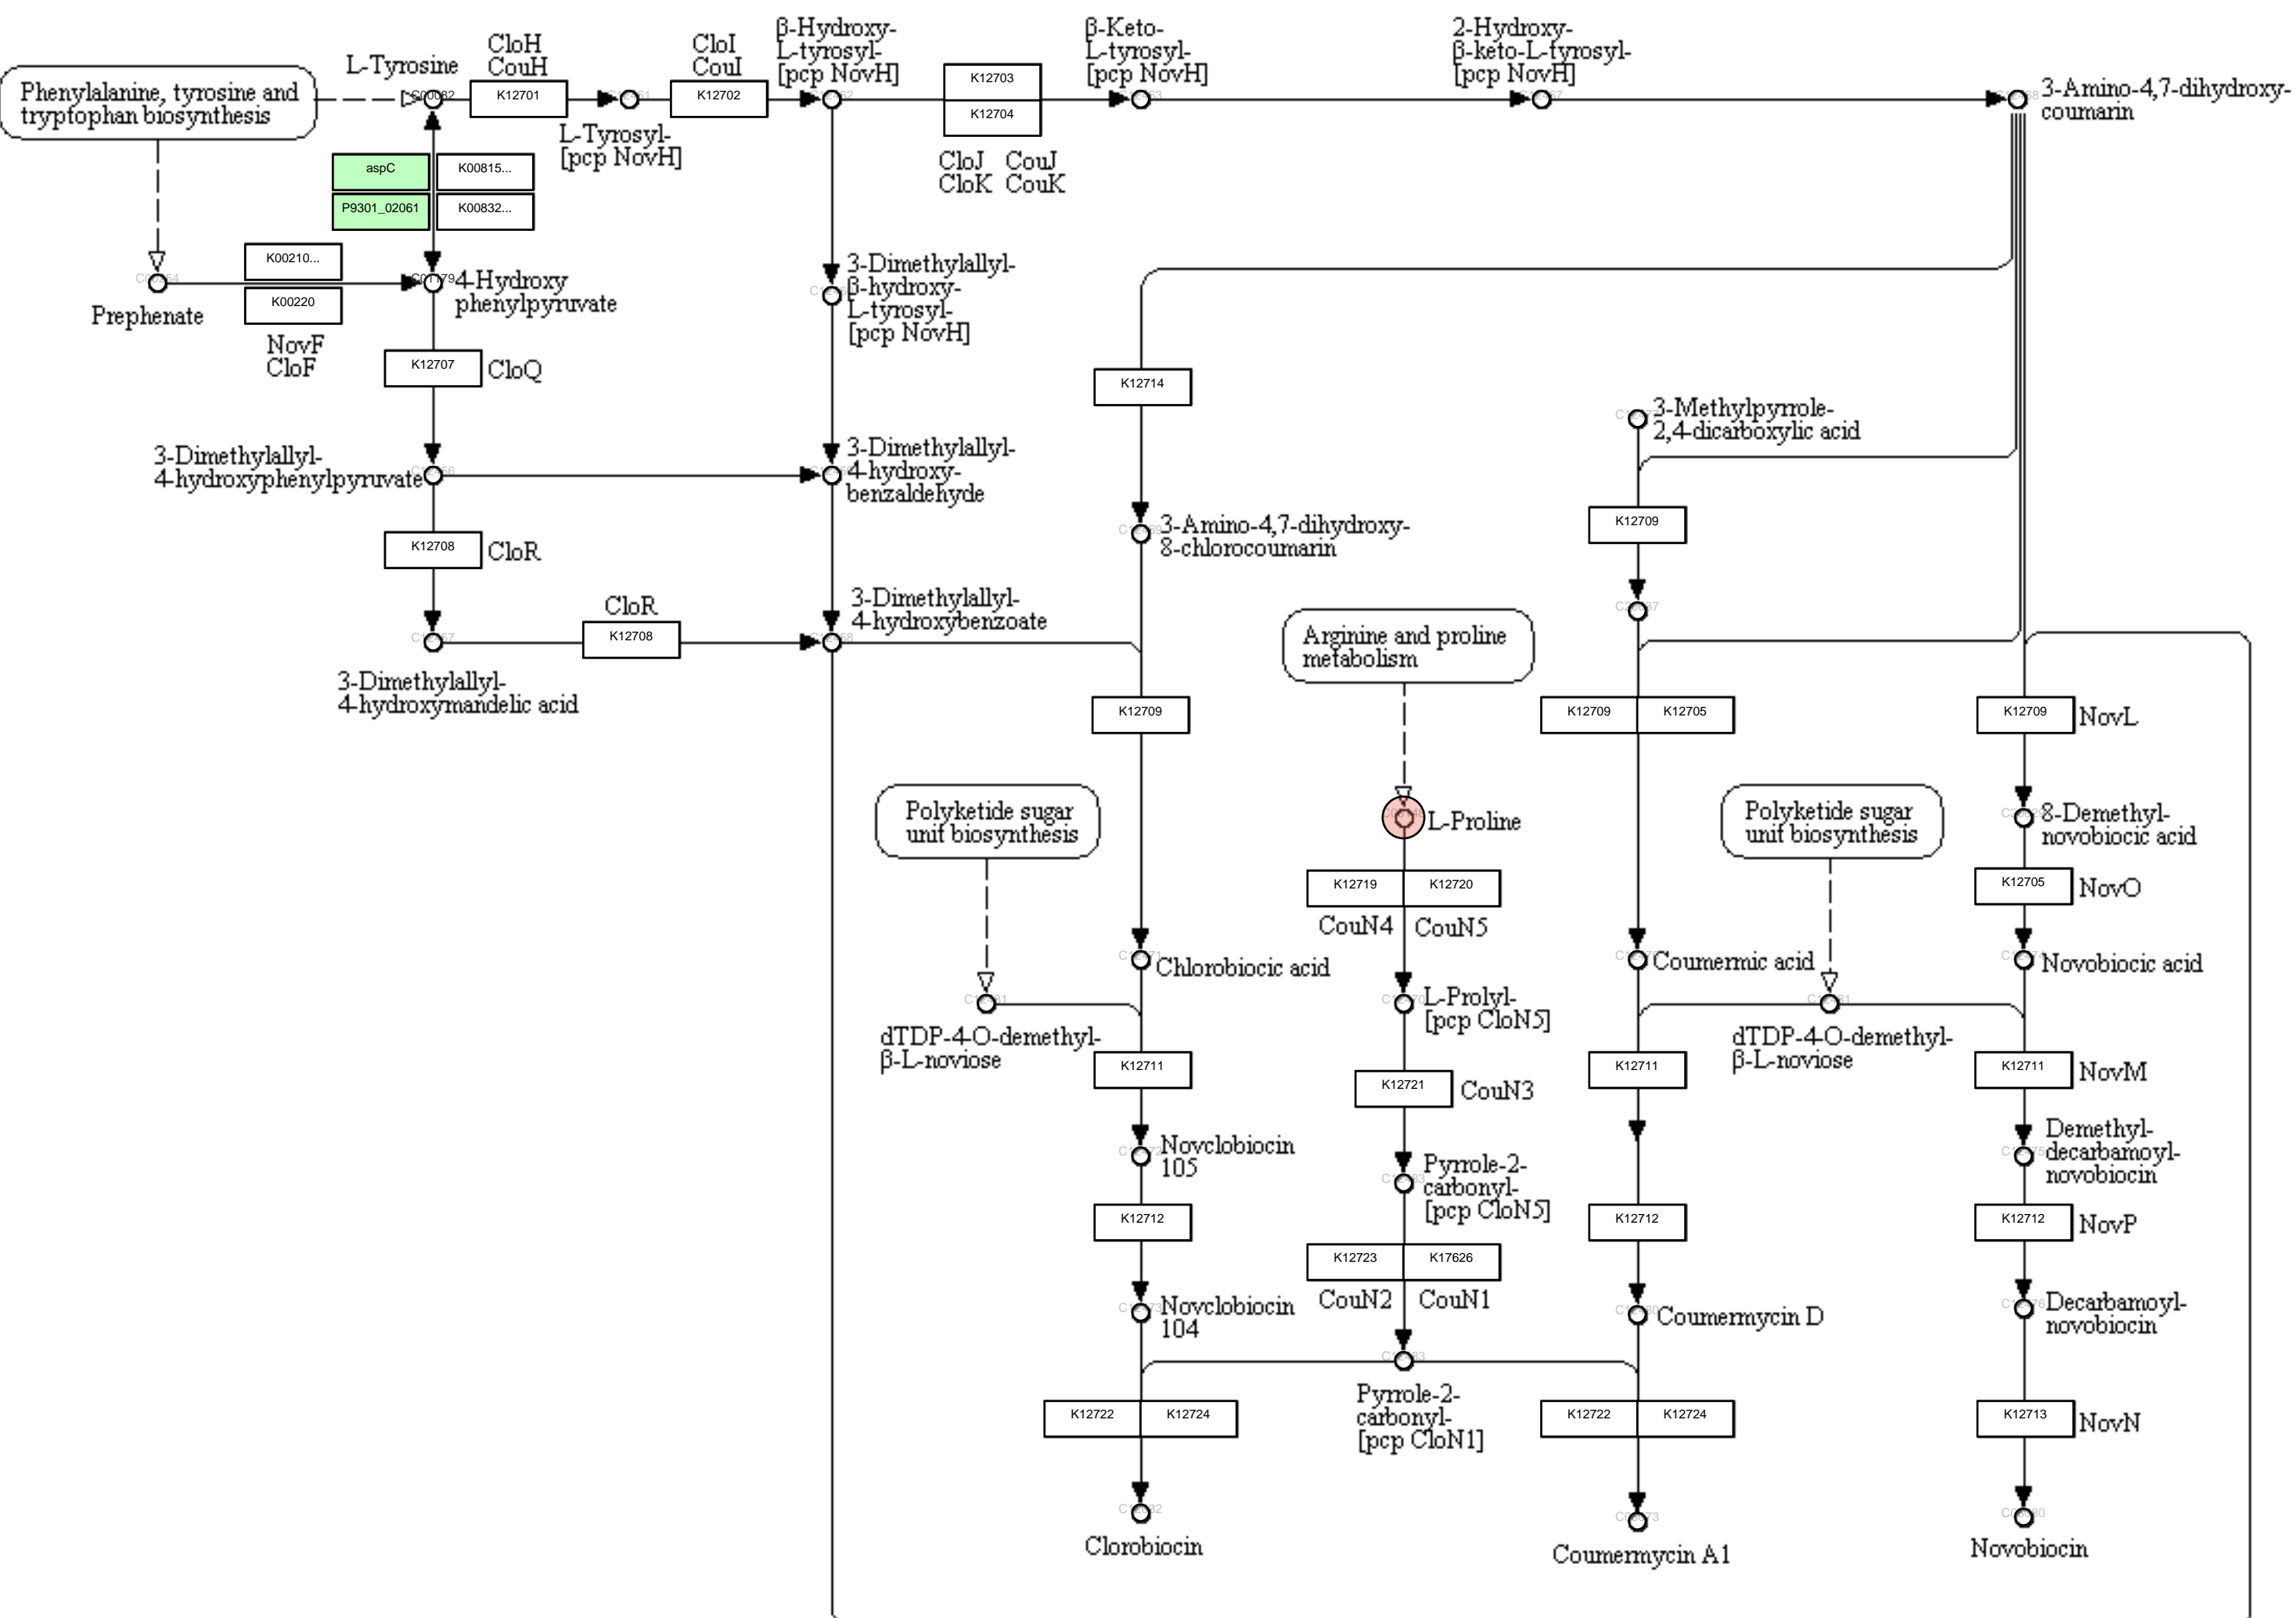 β-Hydroxy-
L-tyrosyl-
[pcp NovH]
β-Keto-
L-tyrosyl-
[pcp NovH]
2-Hydroxy-
β-keto-L-tyrosyl-
[pcp NovH]
CloH
CouH
CloI
CouI
L-Tyrosine
Phenylalanine, tyrosine and
tryptophan biosynthesis
K12701
K12702
K12703
K12704
3-Amino-4,7-dihydroxy-
coumarin
L-Tyrosyl-
[pcp NovH]
CloJ CouJ
CloK CouK
aspC
K00815...
P9301_02061
K00832...
K00210...
K00220
Prephenate
NovF
CloF
4-Hydroxy
phenylpyruvate
3-Dimethylallyl-
β-hydroxy-
L-tyrosyl-
[pcp NovH]
K12707
CloQ
K12714
3-Methylpyrrole-
2,4-dicarboxylic acid
3-Dimethylallyl-
4-hydroxyphenylpyruvate
3-Dimethylallyl-
4-hydroxy-
benzaldehyde
K12708
CloR
3-Amino-4,7-dihydroxy-
8-chlorocoumarin
K12709
CloR
K12708
3-Dimethylallyl-
4-hydroxybenzoate
Arginine and proline
metabolism
3-Dimethylallyl-
4-hydroxymandelic acid
K12709
K12709
K12705
K12709
NovL
Polyketide sugar
unif biosynthesis
L-Proline
Polyketide sugar
unif biosynthesis
8-Demethyl-
novobiocic acid
K12719
K12720
CouN4
CouN5
K12705
NovO
Chlorobiocic acid
Coumermic acid
Novobiocic acid
dTDP-4-O-demethyl-
β-L-noviose
L-Prolyl-
[pcp CloN5]
dTDP-4-O-demethyl-
β-L-noviose
K12711
K12721
CouN3
K12711
K12711
NovM
Novclobiocin
105
Pyrrole-2-
carbonyl-
[pcp CloN5]
Demethyl-
decarbamoyl-
novobiocin
K12712
K12712
K12712
NovP
K12723
K17626
CouN2
CouN1
Novclobiocin
104
Coumermycin D
Decarbamoyl-
novobiocin
Pyrrole-2-
carbonyl-
[pcp CloN1]
K12722
K12724
K12722
K12724
K12713
NovN
Clorobiocin
Coumermycin A1
Novobiocin